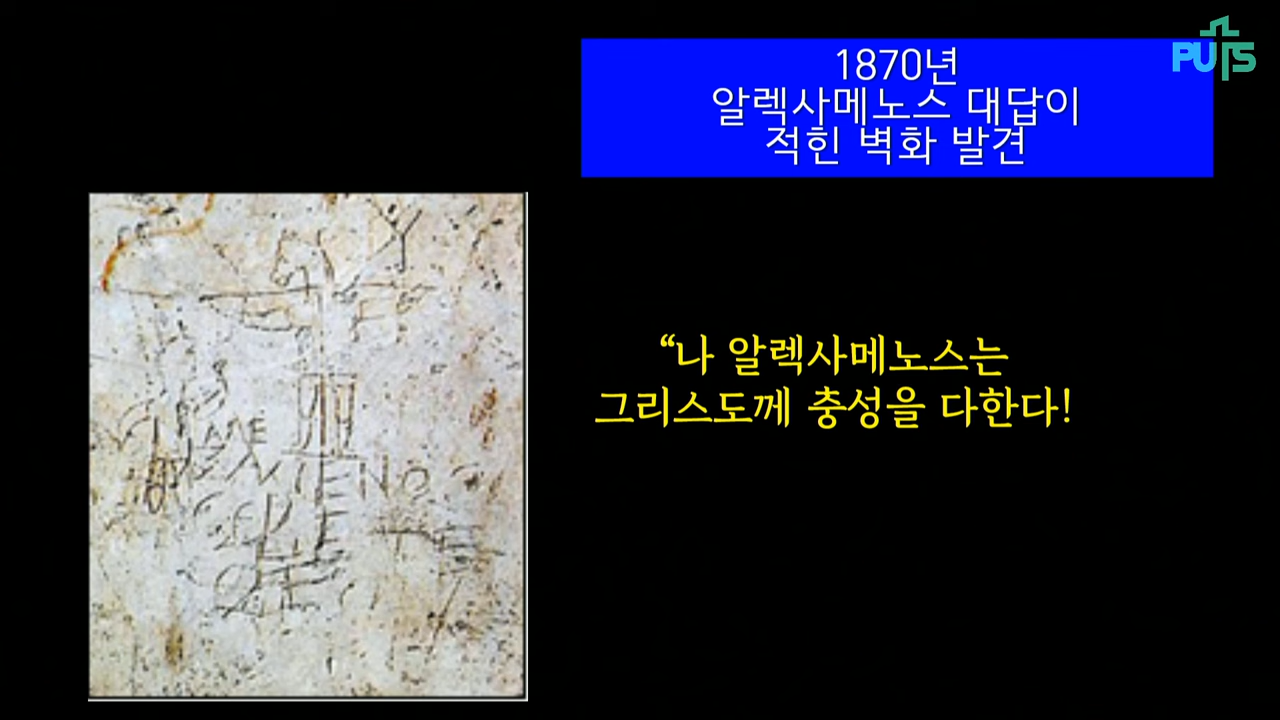 PUTS
1870년
알렉사메노스 대답이
적힌 벽화 발견
“나 알렉사메노스는
그리스도께 충성을 다한다!